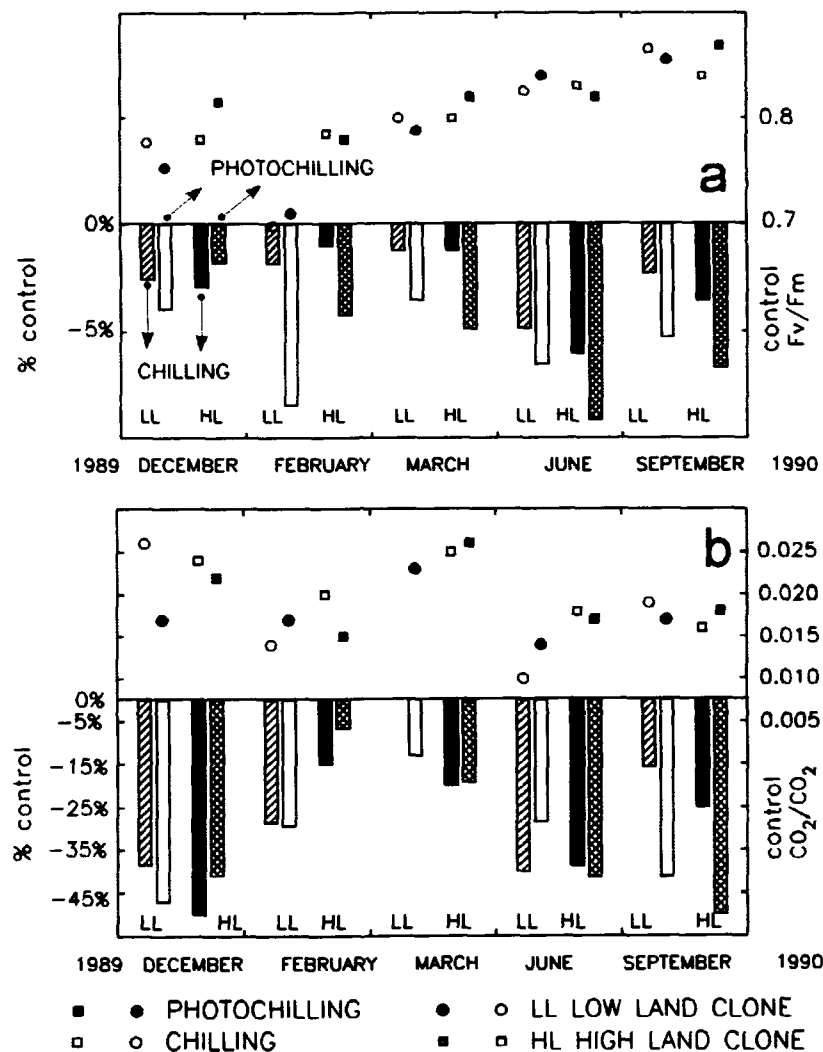 0.8
PHOTOCHILLING
a
0%
0.7
-5%
% control
control
Fv/Fm
CHILLING
LL HL LL HL LL HL LL HL LL HL
1989 DECEMBER FEBRUARY MARCH JUNE SEPTEMBER 1990
b
0.025
0.020
0.015
0.010
0%
-5%
0.005
-15%
-25%
-35%
-45%
% control
control
CO2/CO2
LL HL LL HL LL HL LL HL LL HL
1989 DECEMBER FEBRUARY MARCH JUNE SEPTEMBER 1990
PHOTOCHILLING
LL LOW LAND CLONE
CHILLING
HL HIGH LAND CLONE